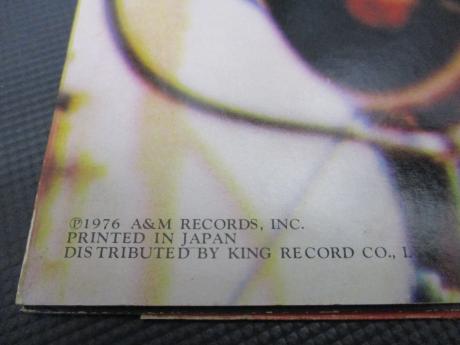 ℗1976 A&M RECORDS, INC.
PRINTED IN JAPAN
DISTRIBUTED BY KING RECORD CO., L